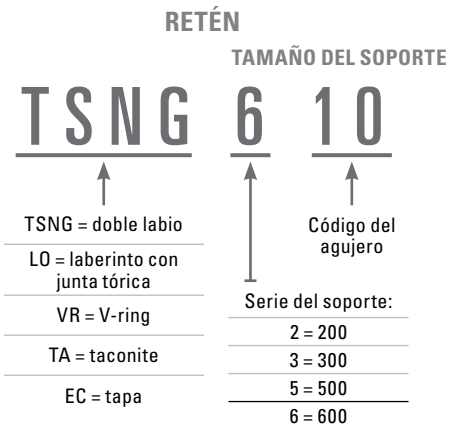 RETÉN
TAMAÑO DEL SOPORTE
TSNG 6 10
TSNG = doble labio
LO = laberinto con
junta tórica
VR = V-ring
TA = taconite
EC = tapa
Serie del soporte:
2 = 200
3 = 300
5 = 500
6 = 600
Código del
agujero